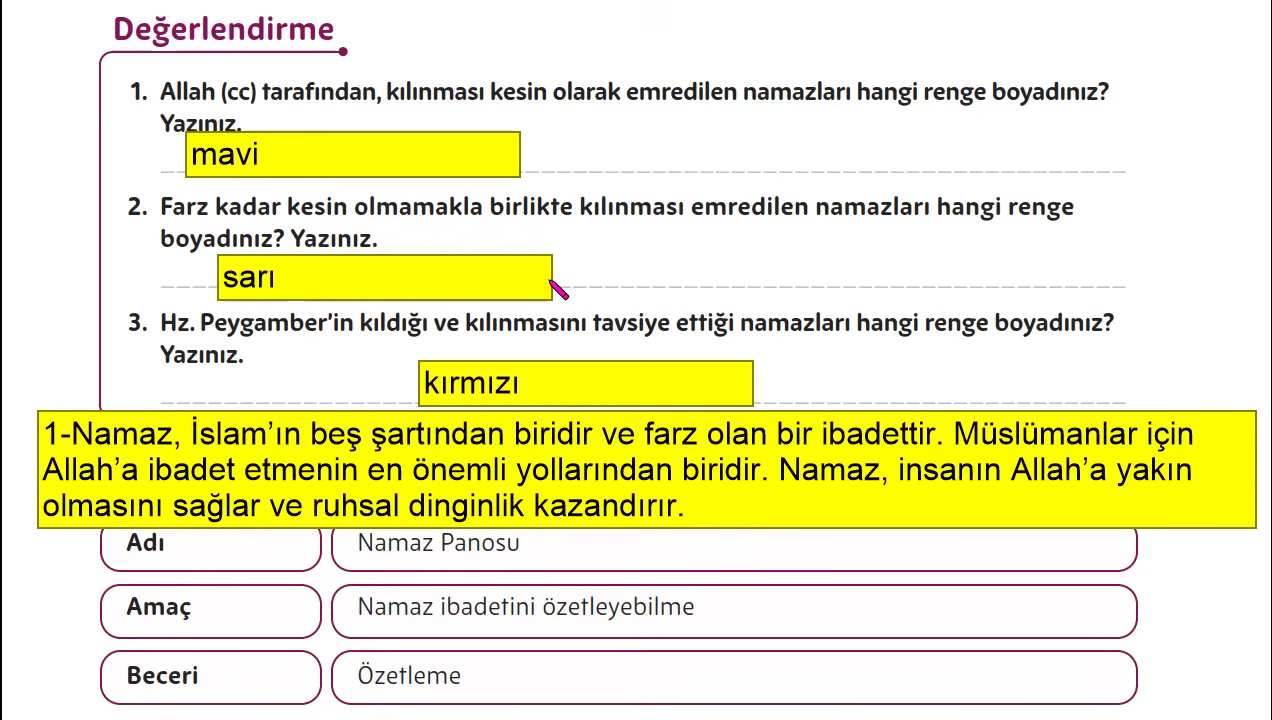 Değerlendirme
1. Allah (cc) tarafından, kılınması kesin olarak emredilen namazları hangi renge boyadınız?
Yazınız.
mavi
2. Farz kadar kesin olmamakla birlikte kılınması emredilen namazları hangi renge
boyadınız? Yazınız.
sarı
3. Hz. Peygamber'in kıldığı ve kılınmasını tavsiye ettiği namazları hangi renge boyadınız?
Yazınız.
kırmızı
1-Namaz, İslam’ın beş şartından biridir ve farz olan bir ibadettir. Müslümanlar için
Allah’a ibadet etmenin en önemli yollarından biridir. Namaz, insanın Allah’a yakın
olmasını sağlar ve ruhsal dinginlik kazandırır.
Adı Namaz Panosu
Amaç Namaz ibadetini özetleyebilme
Beceri Özetleme